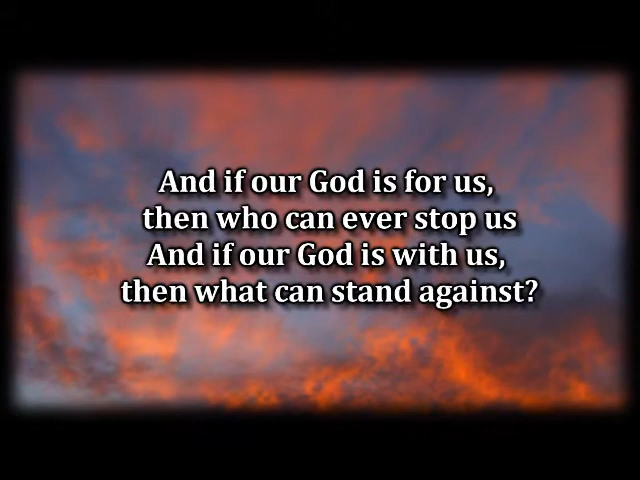 And if our God is for us,
then who can ever stop us
And if our God is with us,
then what can stand against?